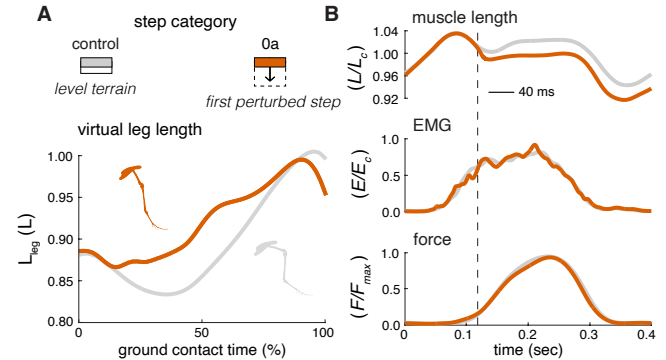 A
step category
control
0a
level terrain
first perturbed step
virtual leg length
1.00
0.95
0.90
0.85
0.80
L_leg (L)
0
50
100
ground contact time (%)
B
muscle length
1.04
1.00
0.96
0.92
(L/L_c)
40 ms
EMG
1.0
0.5
0.0
(E/E_c)
force
1.0
0.5
0.0
(F/F_max)
0.0
0.1
0.2
0.3
0.4
time (sec)